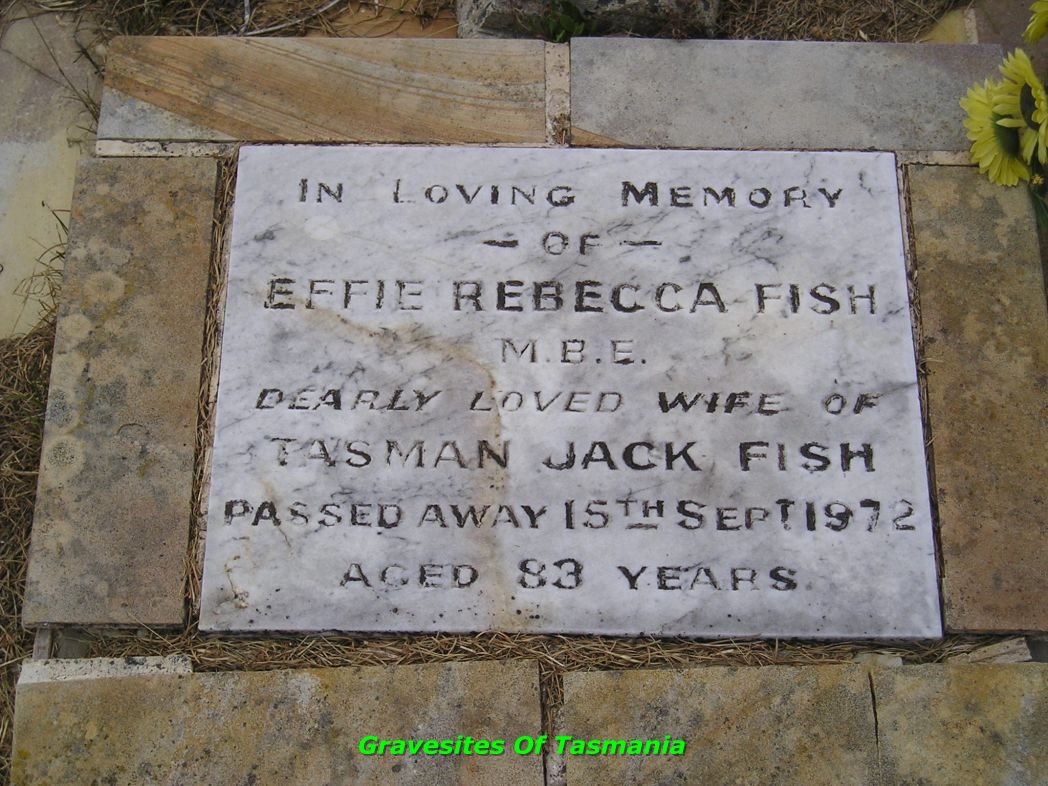 IN LOVING MEMORY
- OF -
EFFIE REBECCA FISH
M.B.E.
DEARLY LOVED WIFE OF
TASMAN JACK FISH
PASSED AWAY 15TH SEPT 1972
AGED 83 YEARS
Gravesites Of Tasmania